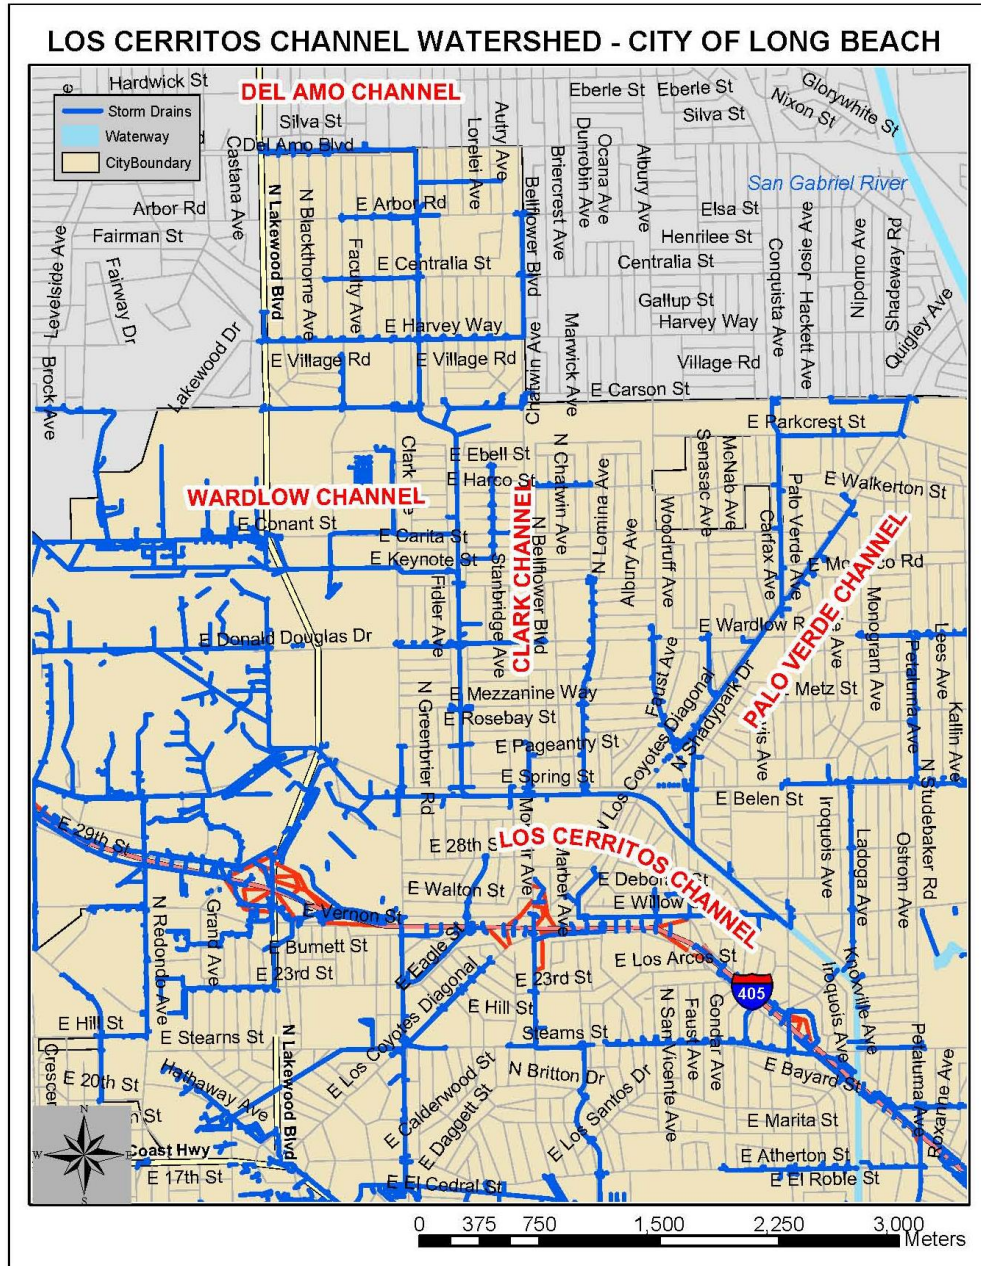 LOS CERRITOS CHANNEL WATERSHED - CITY OF LONG BEACH
Storm Drains
Waterway
CityBoundary
Hardwick St
DEL AMO CHANNEL
Silva St
Del Amo Blvd
Eberle St
Eberle St
Silva St
Glorywhite St
Nixon St
San Gabriel River
Castana Ave
N Lakewood Blvd
N Blackthorne Ave
Faculty Ave
Lorelei Ave
Autry Ave
Bellflower Blvd
Briercrest Ave
Dunrobin Ave
Ocana Ave
Albury Ave
Arbor Rd
Fairman St
Fairway Dr
Levelside Ave
Brock Ave
Lakewood Dr
E Arbor Rd
E Centralia St
E Harvey Way
E Village Rd
E Village Rd
Elsa St
Henrilee St
Centralia St
Gallup St
Harvey Way
Village Rd
E Carson St
Conquista Ave
Josie Ave
Hackett Ave
Nipomo Ave
Shadeway Rd
Quigley Ave
Chatwin Ave
Marwick Ave
E Parkcrest St
E Walkerton St
WARDLOW CHANNEL
CLARK CHANNEL
PALO VERDE CHANNEL
Clark
E Ebell St
E Harco St
E Conant St
E Carita St
E Keynote St
N Chatwin Ave
N Bellflower Blvd
Stanbridge Ave
Fidler Ave
N Lomina Ave
Albury Ave
Woodruff Ave
Senasac Ave
McNab Ave
Carfax Ave
Palo Verde Ave
E Donald Douglas Dr
E Mezzanine Way
E Rosebay St
E Pageantry St
E Spring St
N Greenbrier Rd
Faust Ave
N Los Coyotes Diagonal
N Shadypark Dr
E Metz St
Monogram Ave
Petaluma Ave
Lees Ave
Kallin Ave
N Studebaker Rd
E Belen St
Iroquois Ave
Ladoga Ave
Ostrom Ave
LOS CERRITOS CHANNEL
E 29th St
E Walton St
E Vernon St
E Burnett St
E 23rd St
E Eagle St
E Los Coyotes Diagonal
Marber Ave
E Willow
E Los Arcos St
405
E 23rd St
E Hill St
Stearns St
N Redondo Ave
Grand Ave
E Hill St
E Stearns St
E 20th St
Hathaway Ave
N Lakewood Blvd
Coast Hwy
E 17th St
E Calderwood St
E Daggett St
E El Cedral St
N Britton Dr
E Los Santos Dr
N San Vicente Ave
Faust Ave
Gondar Ave
Iroquois Ave
Knoxville Ave
E Bayard St
E Marita St
E Atherton St
E El Roble St
Petaluma Ave
Roxanne Ave
N
W
E
S
0 375 750 1,500 2,250 3,000
Meters